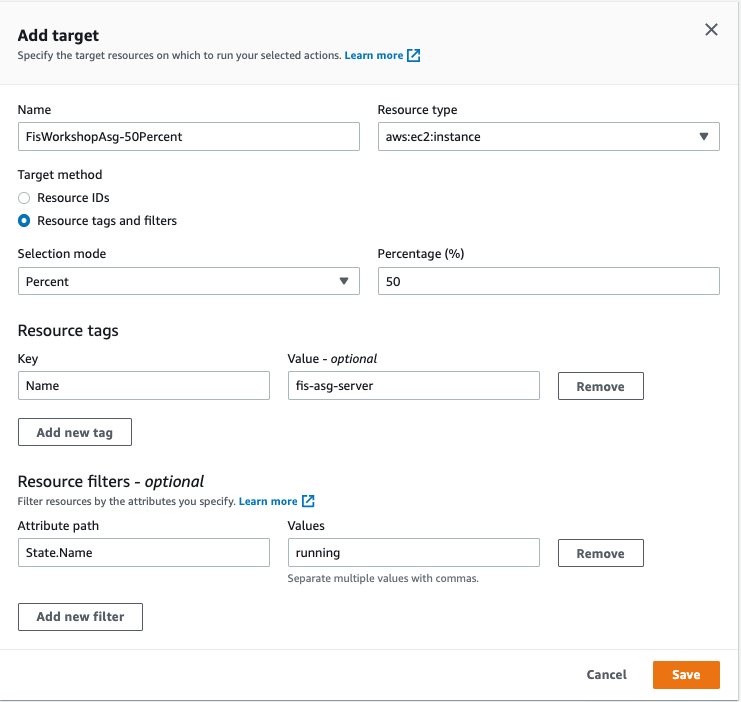 Add target
Specify the target resources on which to run your selected actions. Learn more
Name
Resource type
FisWorkshopAsg-50Percent
aws:ec2:instance
Target method
Resource IDs
Resource tags and filters
Selection mode
Percentage (%)
Percent
50
Resource tags
Key
Value - optional
Name
fis-asg-server
Remove
Add new tag
Resource filters - optional
Filter resources by the attributes you specify. Learn more
Attribute path
Values
State.Name
running
Remove
Separate multiple values with commas.
Add new filter
Cancel
Save